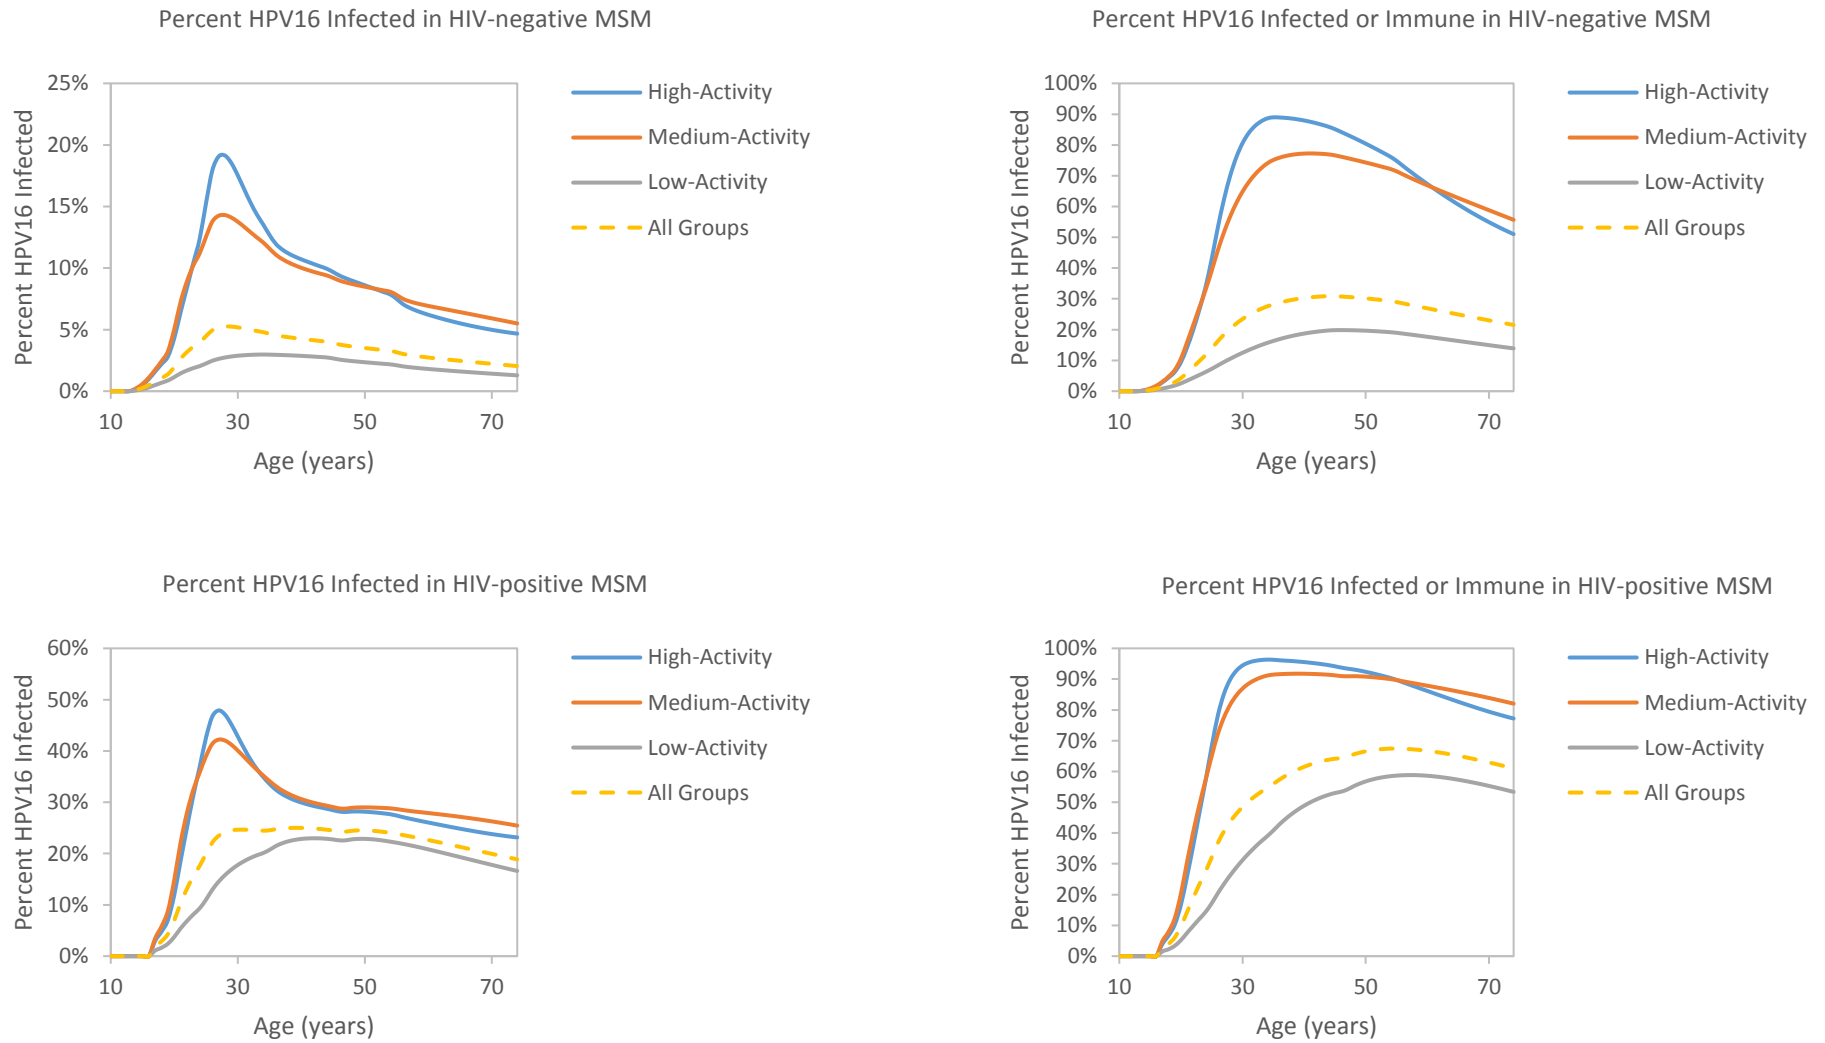 Percent HPV16 Infected in HIV-negative MSM
25%
20%
15%
10%
5%
0%
Percent HPV16 Infected
10 30 50 70
Age (years)
High-Activity
Medium-Activity
Low-Activity
All Groups
Percent HPV16 Infected or Immune in HIV-negative MSM
100%
90%
80%
70%
60%
50%
40%
30%
20%
10%
0%
Percent HPV16 Infected
10 30 50 70
Age (years)
High-Activity
Medium-Activity
Low-Activity
All Groups
Percent HPV16 Infected in HIV-positive MSM
60%
50%
40%
30%
20%
10%
0%
Percent HPV16 Infected
10 30 50 70
Age (years)
High-Activity
Medium-Activity
Low-Activity
All Groups
Percent HPV16 Infected or Immune in HIV-positive MSM
100%
90%
80%
70%
60%
50%
40%
30%
20%
10%
0%
Percent HPV16 Infected
10 30 50 70
Age (years)
High-Activity
Medium-Activity
Low-Activity
All Groups